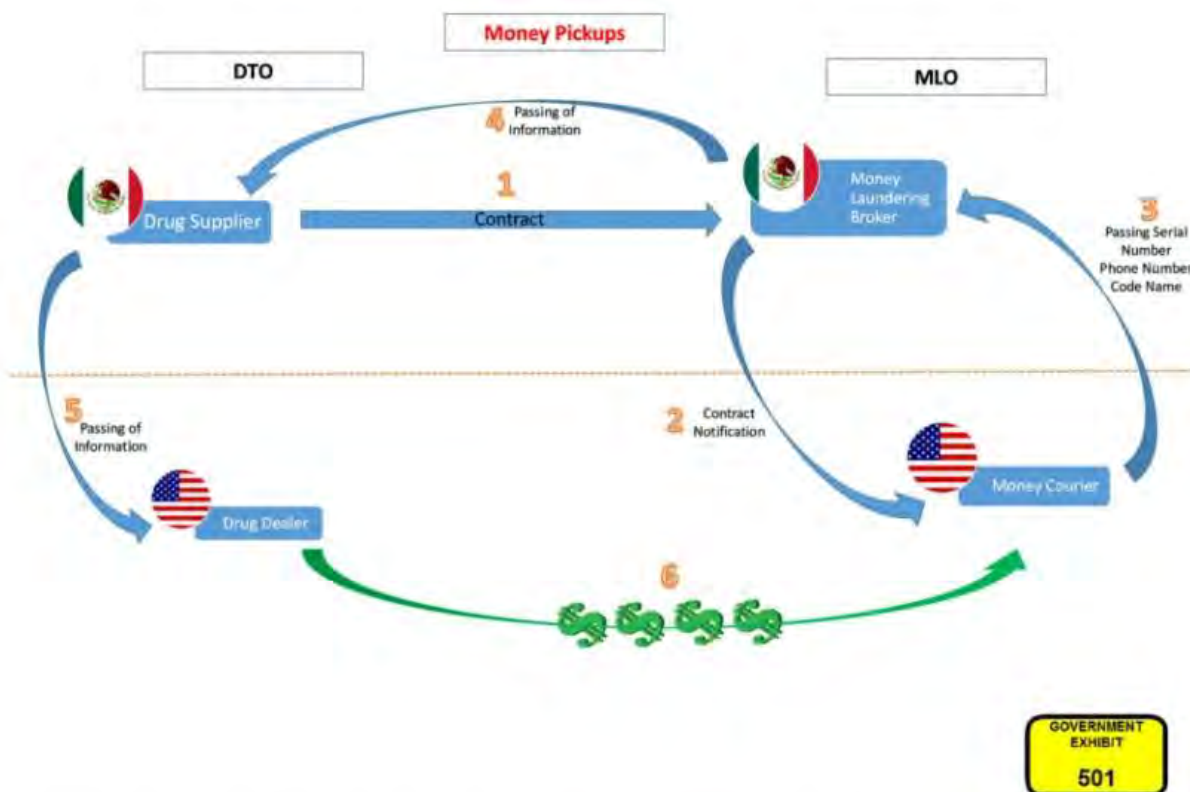 Money Pickups
DTO
MLO
4
Passing of
Information
1
Contract
Drug Supplier
Money
Laundering
Broker
3
Passing Serial
Number
Phone Number
Code Name
5
Passing of
Information
2
Contract
Notification
Drug Dealer
Money Courier
6
$ $ $ $
GOVERNMENT
EXHIBIT
501